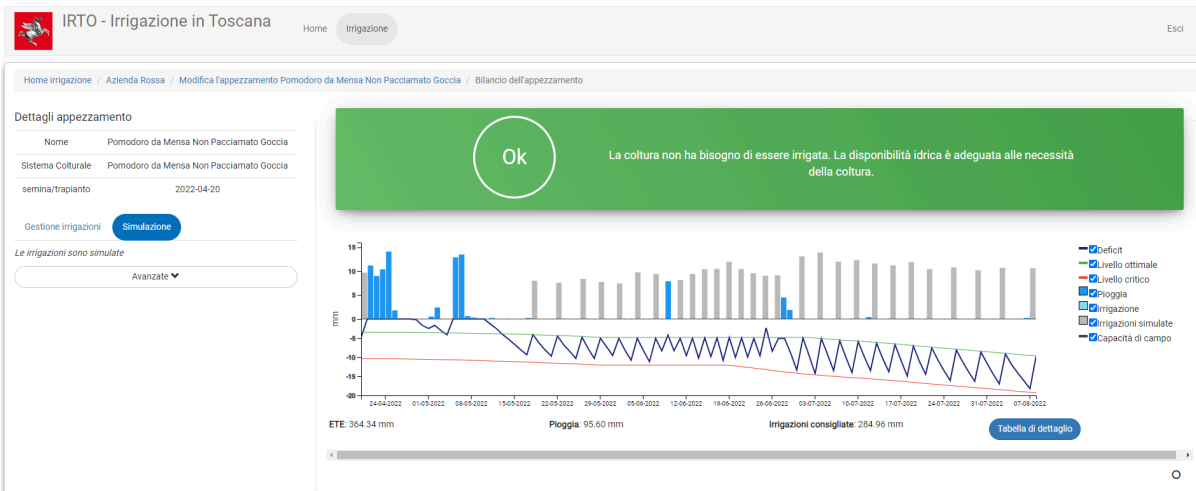 IRTO - Irrigazione in Toscana
Home
Irrigazione
Esci
Home irrigazione / Azienda Rossa / Modifica l'appezzamento Pomodoro da Mensa Non Pacciamato Goccia / Bilancio dell'appezzamento
Dettagli appezzamento
Nome Pomodoro da Mensa Non Pacciamato Goccia
Sistema Colturale Pomodoro da Mensa Non Pacciamato Goccia
semina/trapianto 2022-04-20
Gestione irrigazioni
Simulazione
Le irrigazioni sono simulate
Avanzate
Ok
La coltura non ha bisogno di essere irrigata. La disponibilità idrica è adeguata alle necessità
della coltura.
mm
15
10
5
0
-5
-10
-15
-20
24-04-2022 01-05-2022 08-05-2022 15-05-2022 22-05-2022 29-05-2022 05-06-2022 12-06-2022 19-06-2022 26-06-2022 03-07-2022 10-07-2022 17-07-2022 24-07-2022 31-07-2022 07-08-2022
Deficit
Livello ottimale
Livello critico
Pioggia
Irrigazione
Irrigazioni simulate
Capacità di campo
ETE: 364.34 mm
Pioggia: 95.60 mm
Irrigazioni consigliate: 284.96 mm
Tabella di dettaglio